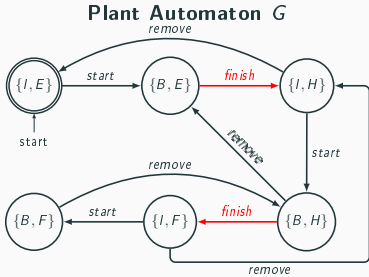 Plant Automaton G
remove
{I, E}
start
{B, E}
finish
{I, H}
start
remove
start
remove
{B, F}
start
{I, F}
finish
{B, H}
remove